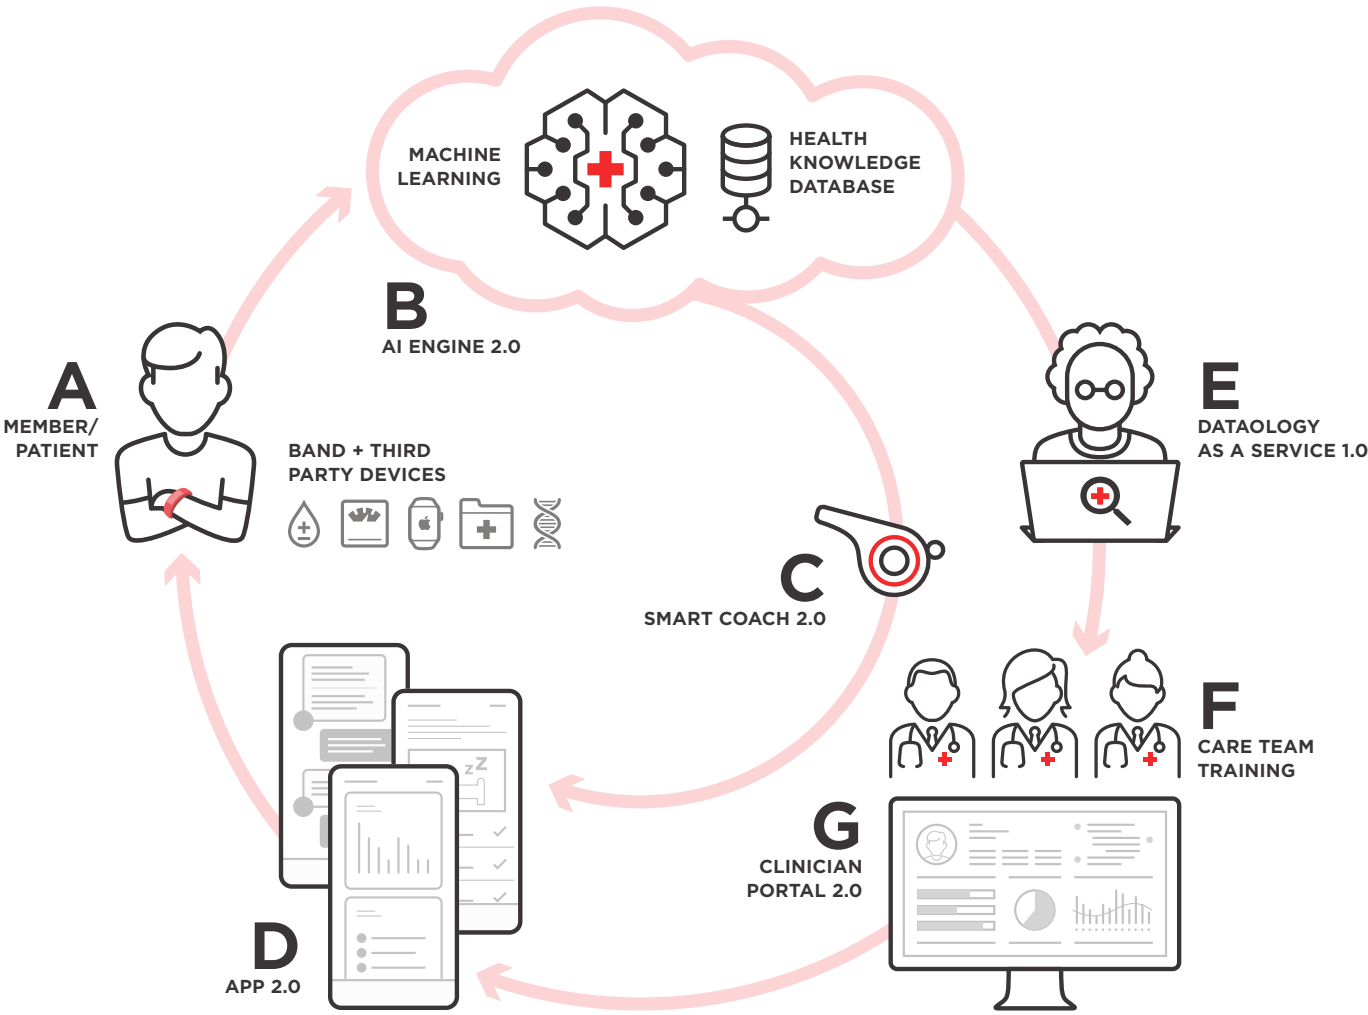 MACHINE
LEARNING
HEALTH
KNOWLEDGE
DATABASE
B
AI ENGINE 2.0
A
MEMBER/
PATIENT
BAND + THIRD
PARTY DEVICES
E
DATAOLOGY
AS A SERVICE 1.0
C
SMART COACH 2.0
F
CARE TEAM
TRAINING
zZ
G
CLINICIAN
PORTAL 2.0
D
APP 2.0